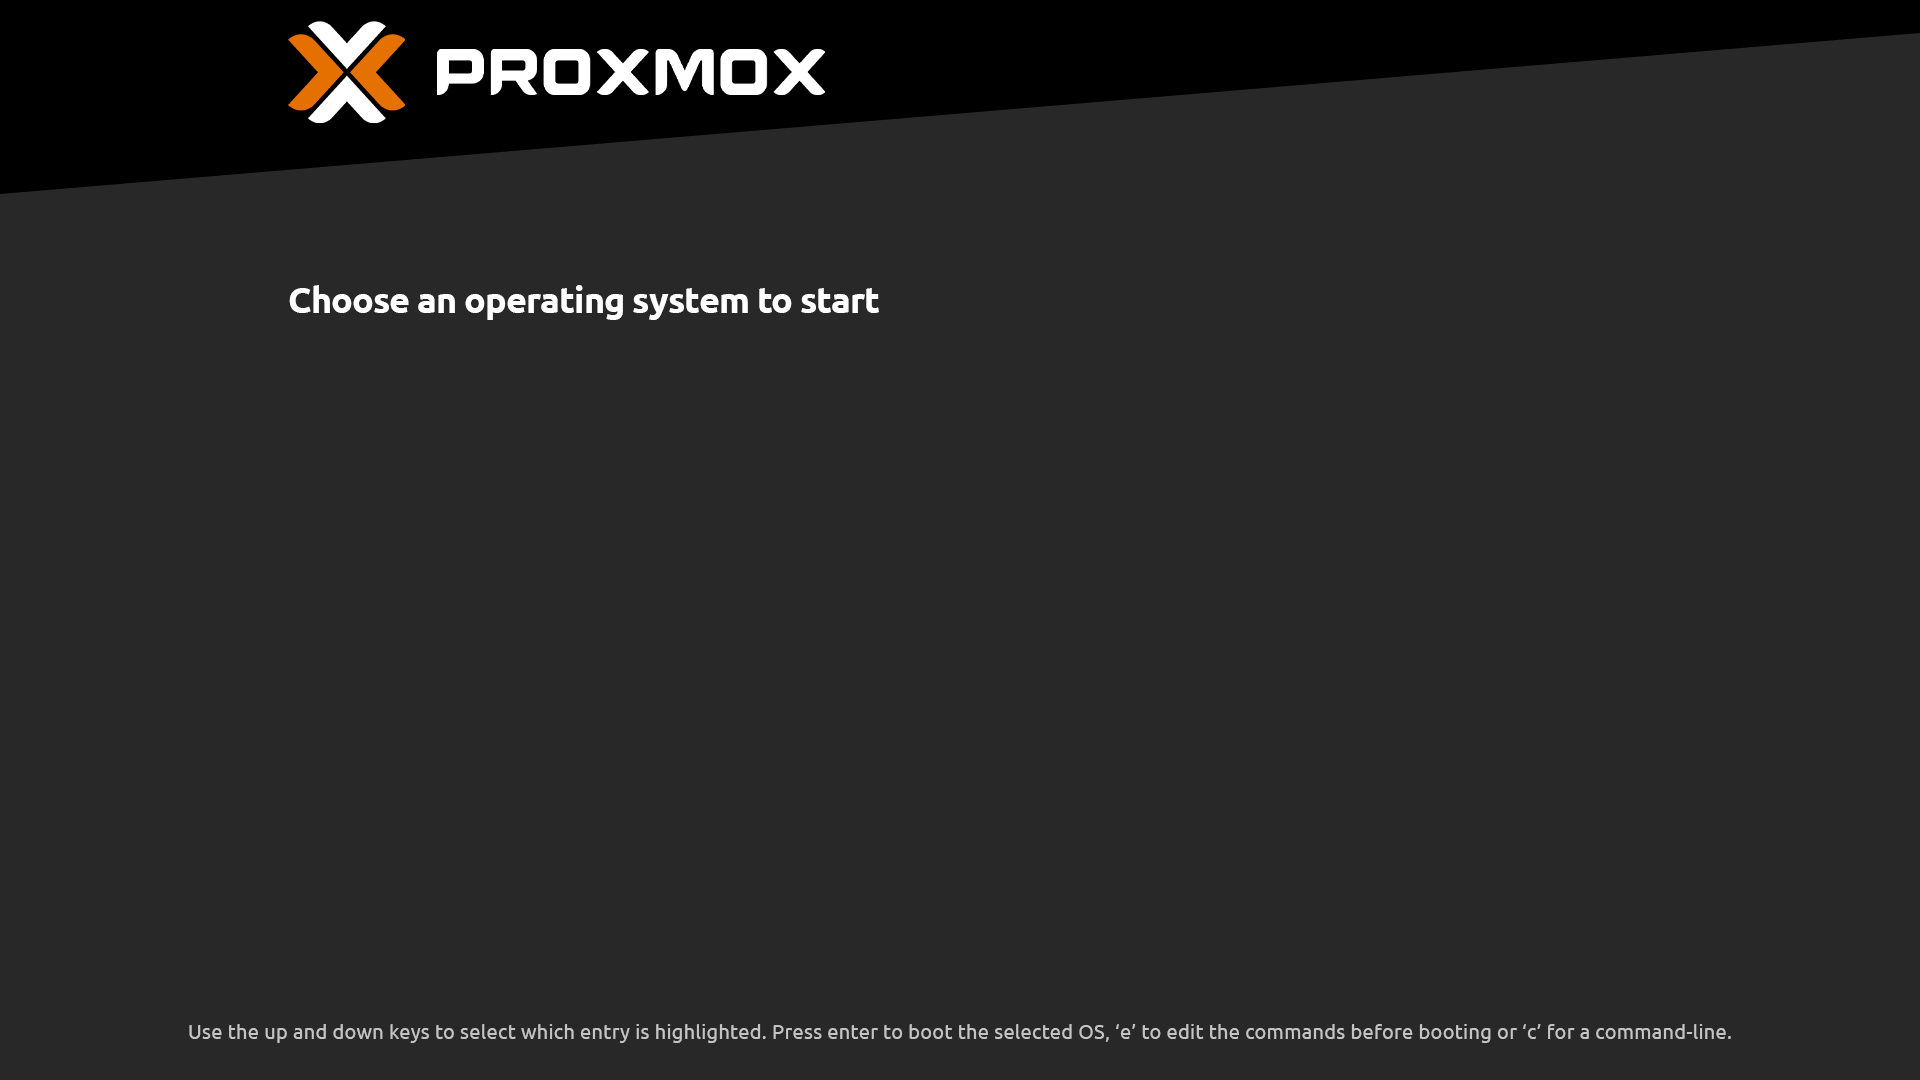 PROXMOX
Choose an operating system to start
Use the up and down keys to select which entry is highlighted. Press enter to boot the selected OS, ‘e’ to edit the commands before booting or ‘c’ for a command-line.